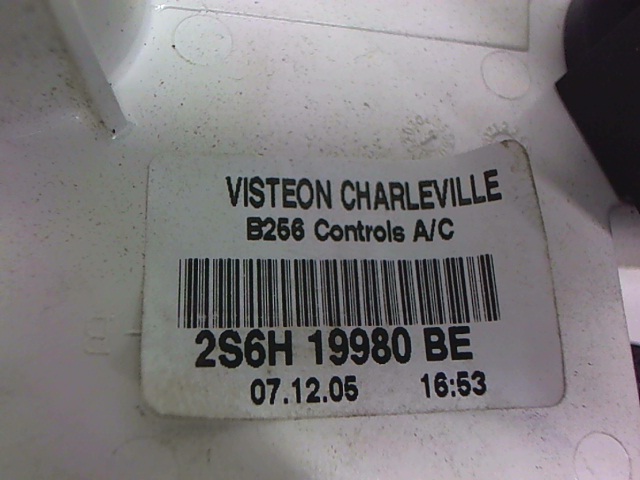 VISTEON CHARLEVILLE
B256 Controls A/C
2S6H 19980 BE
07.12.05 16:53